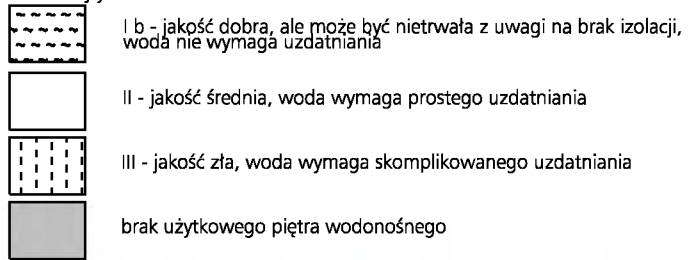 I b - jakość dobra, ale może być nietrwała z uwagi na brak izolacji,
woda nie wymaga uzdatniania
II - jakość średnia, woda wymaga prostego uzdatniania
III - jakość zła, woda wymaga skomplikowanego uzdatniania
brak użytkowego piętra wodonośnego